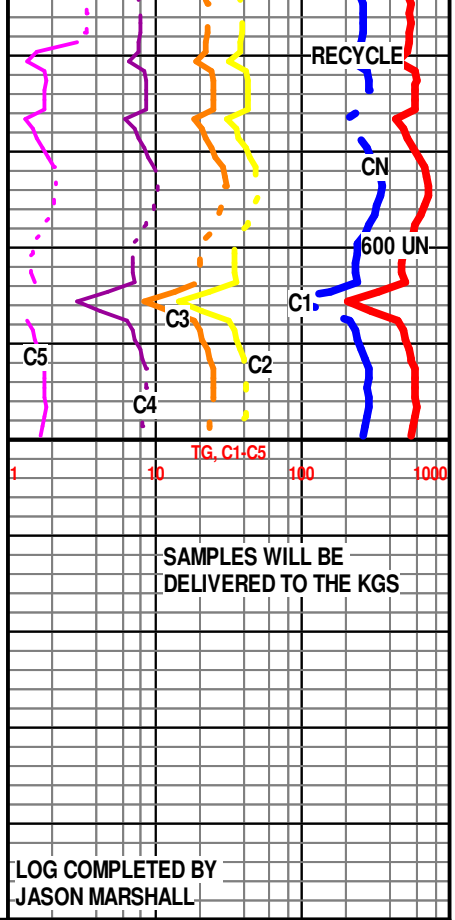 RECYCLE
CN
600 UN
C1
C3
C5
C2
C4
TG, C1-C5
1 10 100 1000
SAMPLES WILL BE
DELIVERED TO THE KGS
LOG COMPLETED BY
JASON MARSHALL